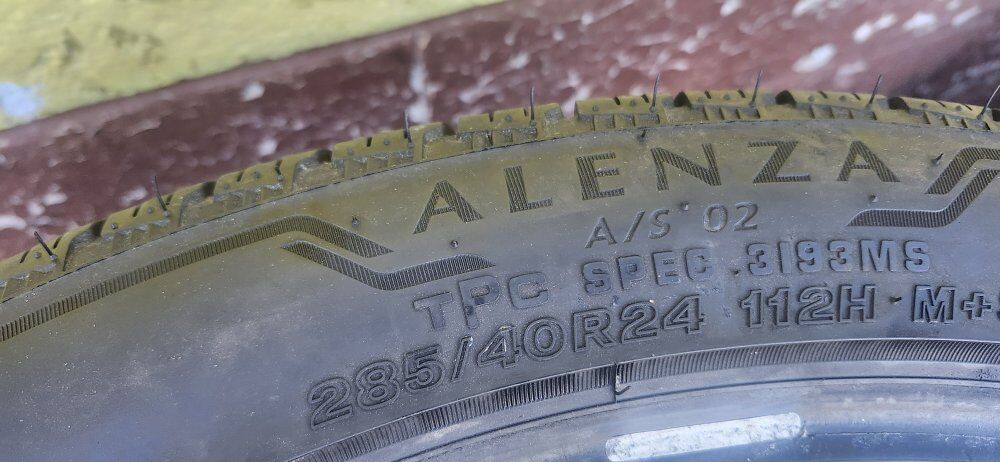 ALENZA
A/S 02
TPC SPEC 3193MS
285/40R24 112H M+